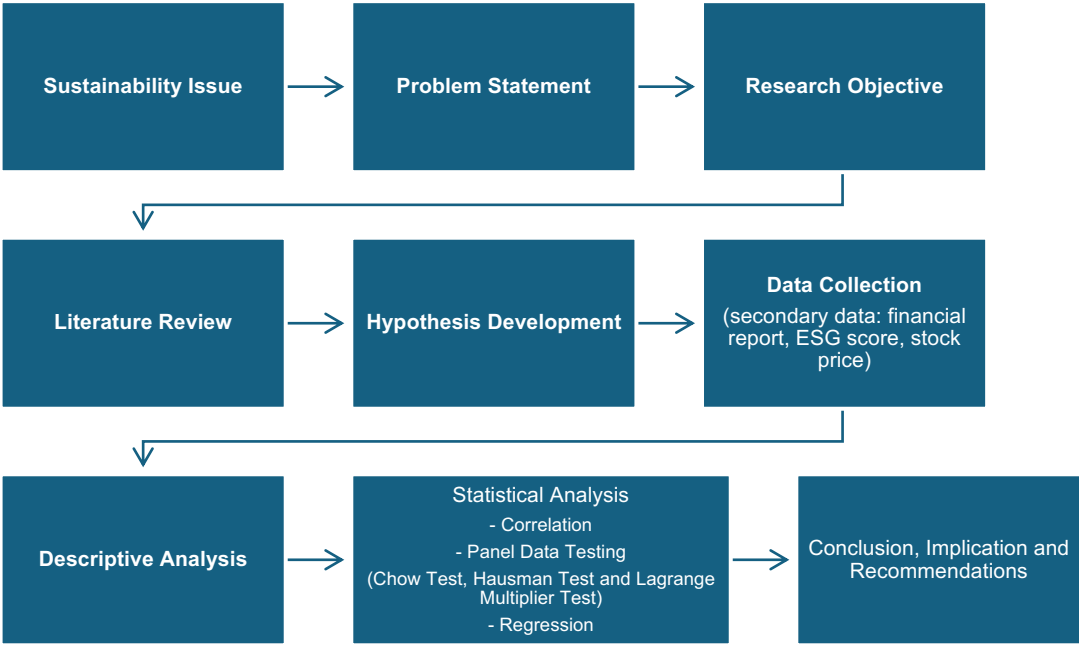 Sustainability Issue
Problem Statement
Research Objective
Literature Review
Hypothesis Development
Data Collection
(secondary data: financial
report, ESG score, stock
price)
Descriptive Analysis
Statistical Analysis
- Correlation
- Panel Data Testing
(Chow Test, Hausman Test and Lagrange
Multiplier Test)
- Regression
Conclusion, Implication and
Recommendations